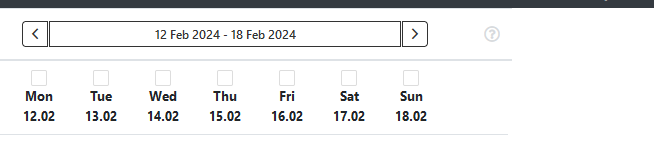 12 Feb 2024 - 18 Feb 2024
?
Mon Tue Wed Thu Fri Sat Sun
12.02 13.02 14.02 15.02 16.02 17.02 18.02